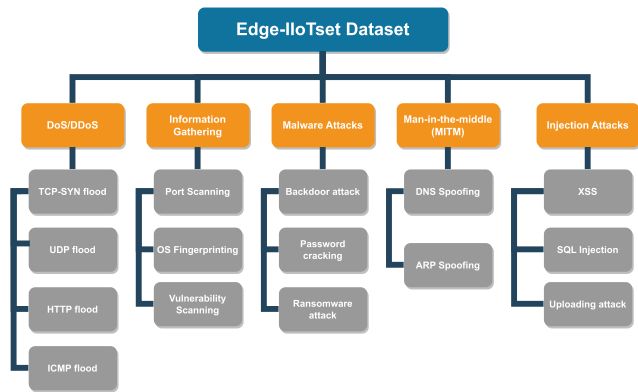 Edge-IIoTset Dataset
DoS/DDoS
Information
Gathering
Malware Attacks
Man-in-the-middle
(MITM)
Injection Attacks
TCP-SYN flood
UDP flood
HTTP flood
ICMP flood
Port Scanning
OS Fingerprinting
Vulnerability
Scanning
Backdoor attack
Password
cracking
Ransomware
attack
DNS Spoofing
ARP Spoofing
XSS
SQL Injection
Uploading attack